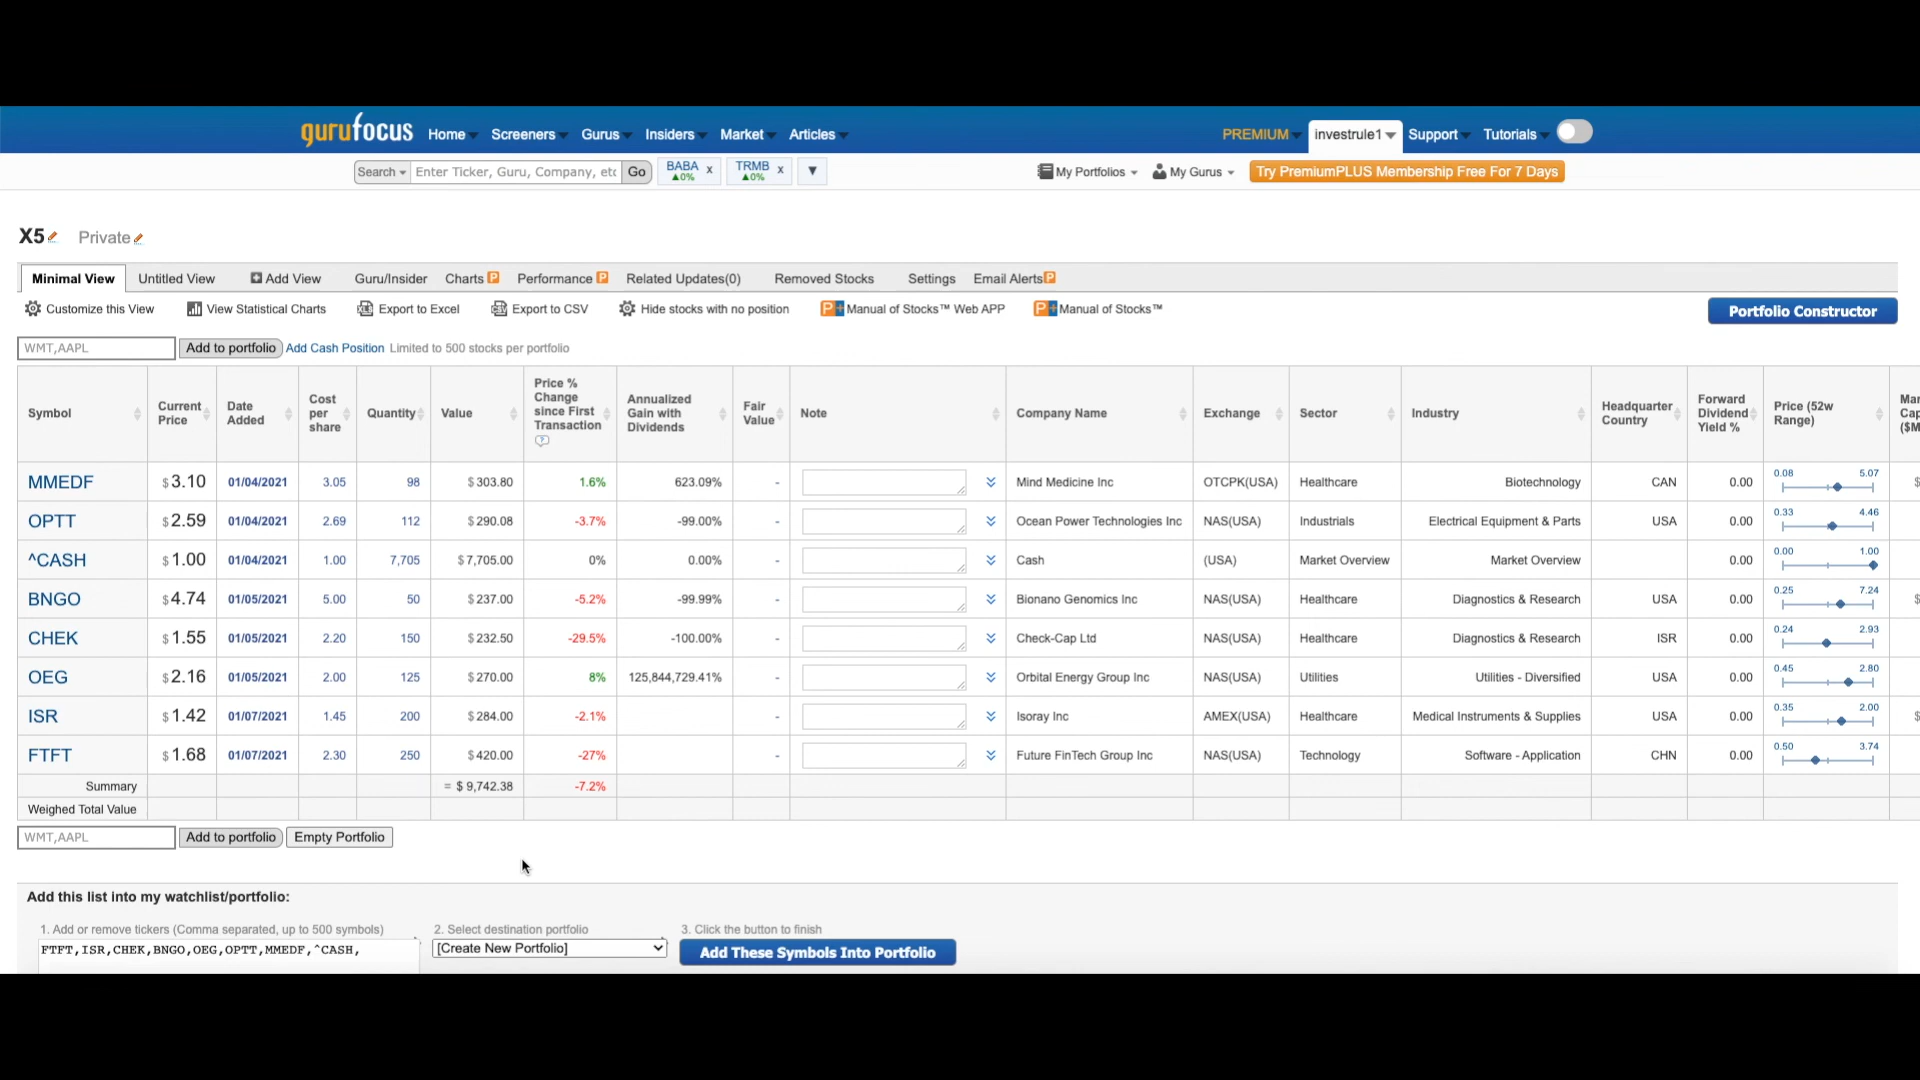 gurufocus Home Screeners Gurus Insiders Market Articles PREMIUM investrule1 Support Tutorials
Search Enter Ticker, Guru, Company, etc Go BABA x ▲0% TRMB x ▲0% ▼ My Portfolios My Gurus Try PremiumPLUS Membership Free For 7 Days
X5 Private
Minimal View Untitled View Add View Guru/Insider Charts P Performance P Related Updates(0) Removed Stocks Settings Email Alerts P
Customize this View View Statistical Charts Export to Excel Export to CSV Hide stocks with no position P Manual of Stocks™ Web APP P Manual of Stocks™ Portfolio Constructor
WMT,AAPL Add to portfolio Add Cash Position Limited to 500 stocks per portfolio
Symbol Current Price Date Added Cost per share Quantity Value Price % Change since First Transaction ? Annualized Gain with Dividends Fair Value Note Company Name Exchange Sector Industry Headquarter Country Forward Dividend Yield % Price (52w Range)
MMEDF $3.10 01/04/2021 3.05 98 $303.80 1.6% 623.09% - Mind Medicine Inc OTCPK(USA) Healthcare Biotechnology CAN 0.00 0.08 5.07 $
OPTT $2.59 01/04/2021 2.69 112 $290.08 -3.7% -99.00% - Ocean Power Technologies Inc NAS(USA) Industrials Electrical Equipment & Parts USA 0.00 0.33 4.46
^CASH $1.00 01/04/2021 1.00 7,705 $7,705.00 0% 0.00% - Cash (USA) Market Overview Market Overview 0.00 0.00 1.00
BNGO $4.74 01/05/2021 5.00 50 $237.00 -5.2% -99.99% - Bionano Genomics Inc NAS(USA) Healthcare Diagnostics & Research USA 0.00 0.25 7.24 $
CHEK $1.55 01/05/2021 2.20 150 $232.50 -29.5% -100.00% - Check-Cap Ltd NAS(USA) Healthcare Diagnostics & Research ISR 0.00 0.24 2.93
OEG $2.16 01/05/2021 2.00 125 $270.00 8% 125,844,729.41% - Orbital Energy Group Inc NAS(USA) Utilities Utilities - Diversified USA 0.00 0.45 2.80
ISR $1.42 01/07/2021 1.45 200 $284.00 -2.1% - Isoray Inc AMEX(USA) Healthcare Medical Instruments & Supplies USA 0.00 0.35 2.00 $
FTFT $1.68 01/07/2021 2.30 250 $420.00 -27% - Future FinTech Group Inc NAS(USA) Technology Software - Application CHN 0.00 0.50 3.74
Summary = $ 9,742.38 -7.2%
Weighed Total Value
WMT,AAPL Add to portfolio Empty Portfolio
Add this list into my watchlist/portfolio:
1. Add or remove tickers (Comma separated, up to 500 symbols) 2. Select destination portfolio 3. Click the button to finish
FTFT,ISR,CHEK,BNGO,OEG,OPTT,MMEDF,^CASH, [Create New Portfolio] Add These Symbols Into Portfolio